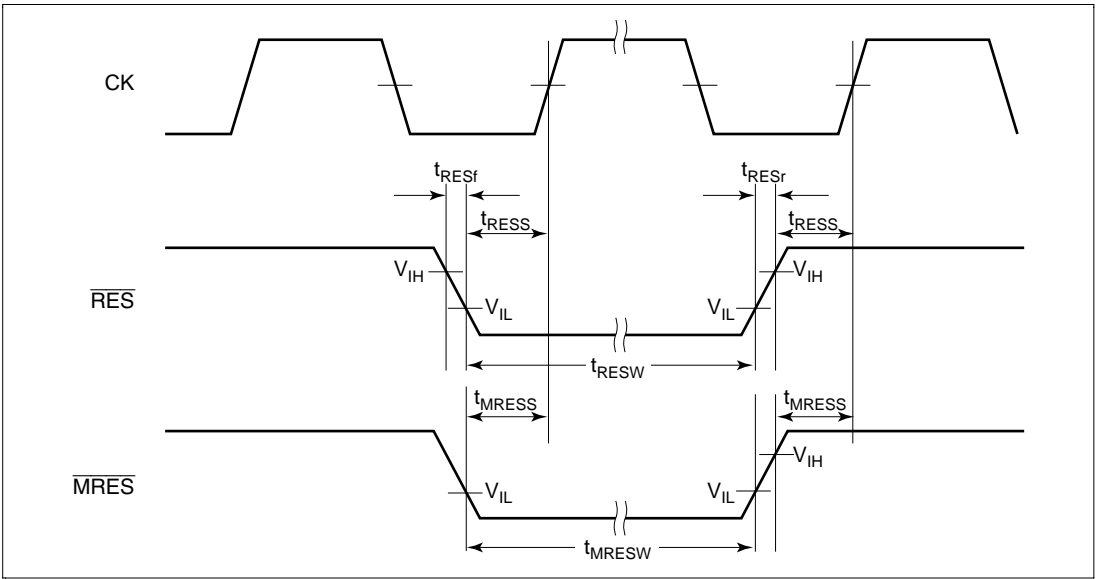 CK
tRESf
tRESr
tRESS
tRESS
VIH
VIH
RES
VIL
VIL
tRESW
tMRESS
tMRESS
VIH
MRES
VIL
VIL
tMRESW